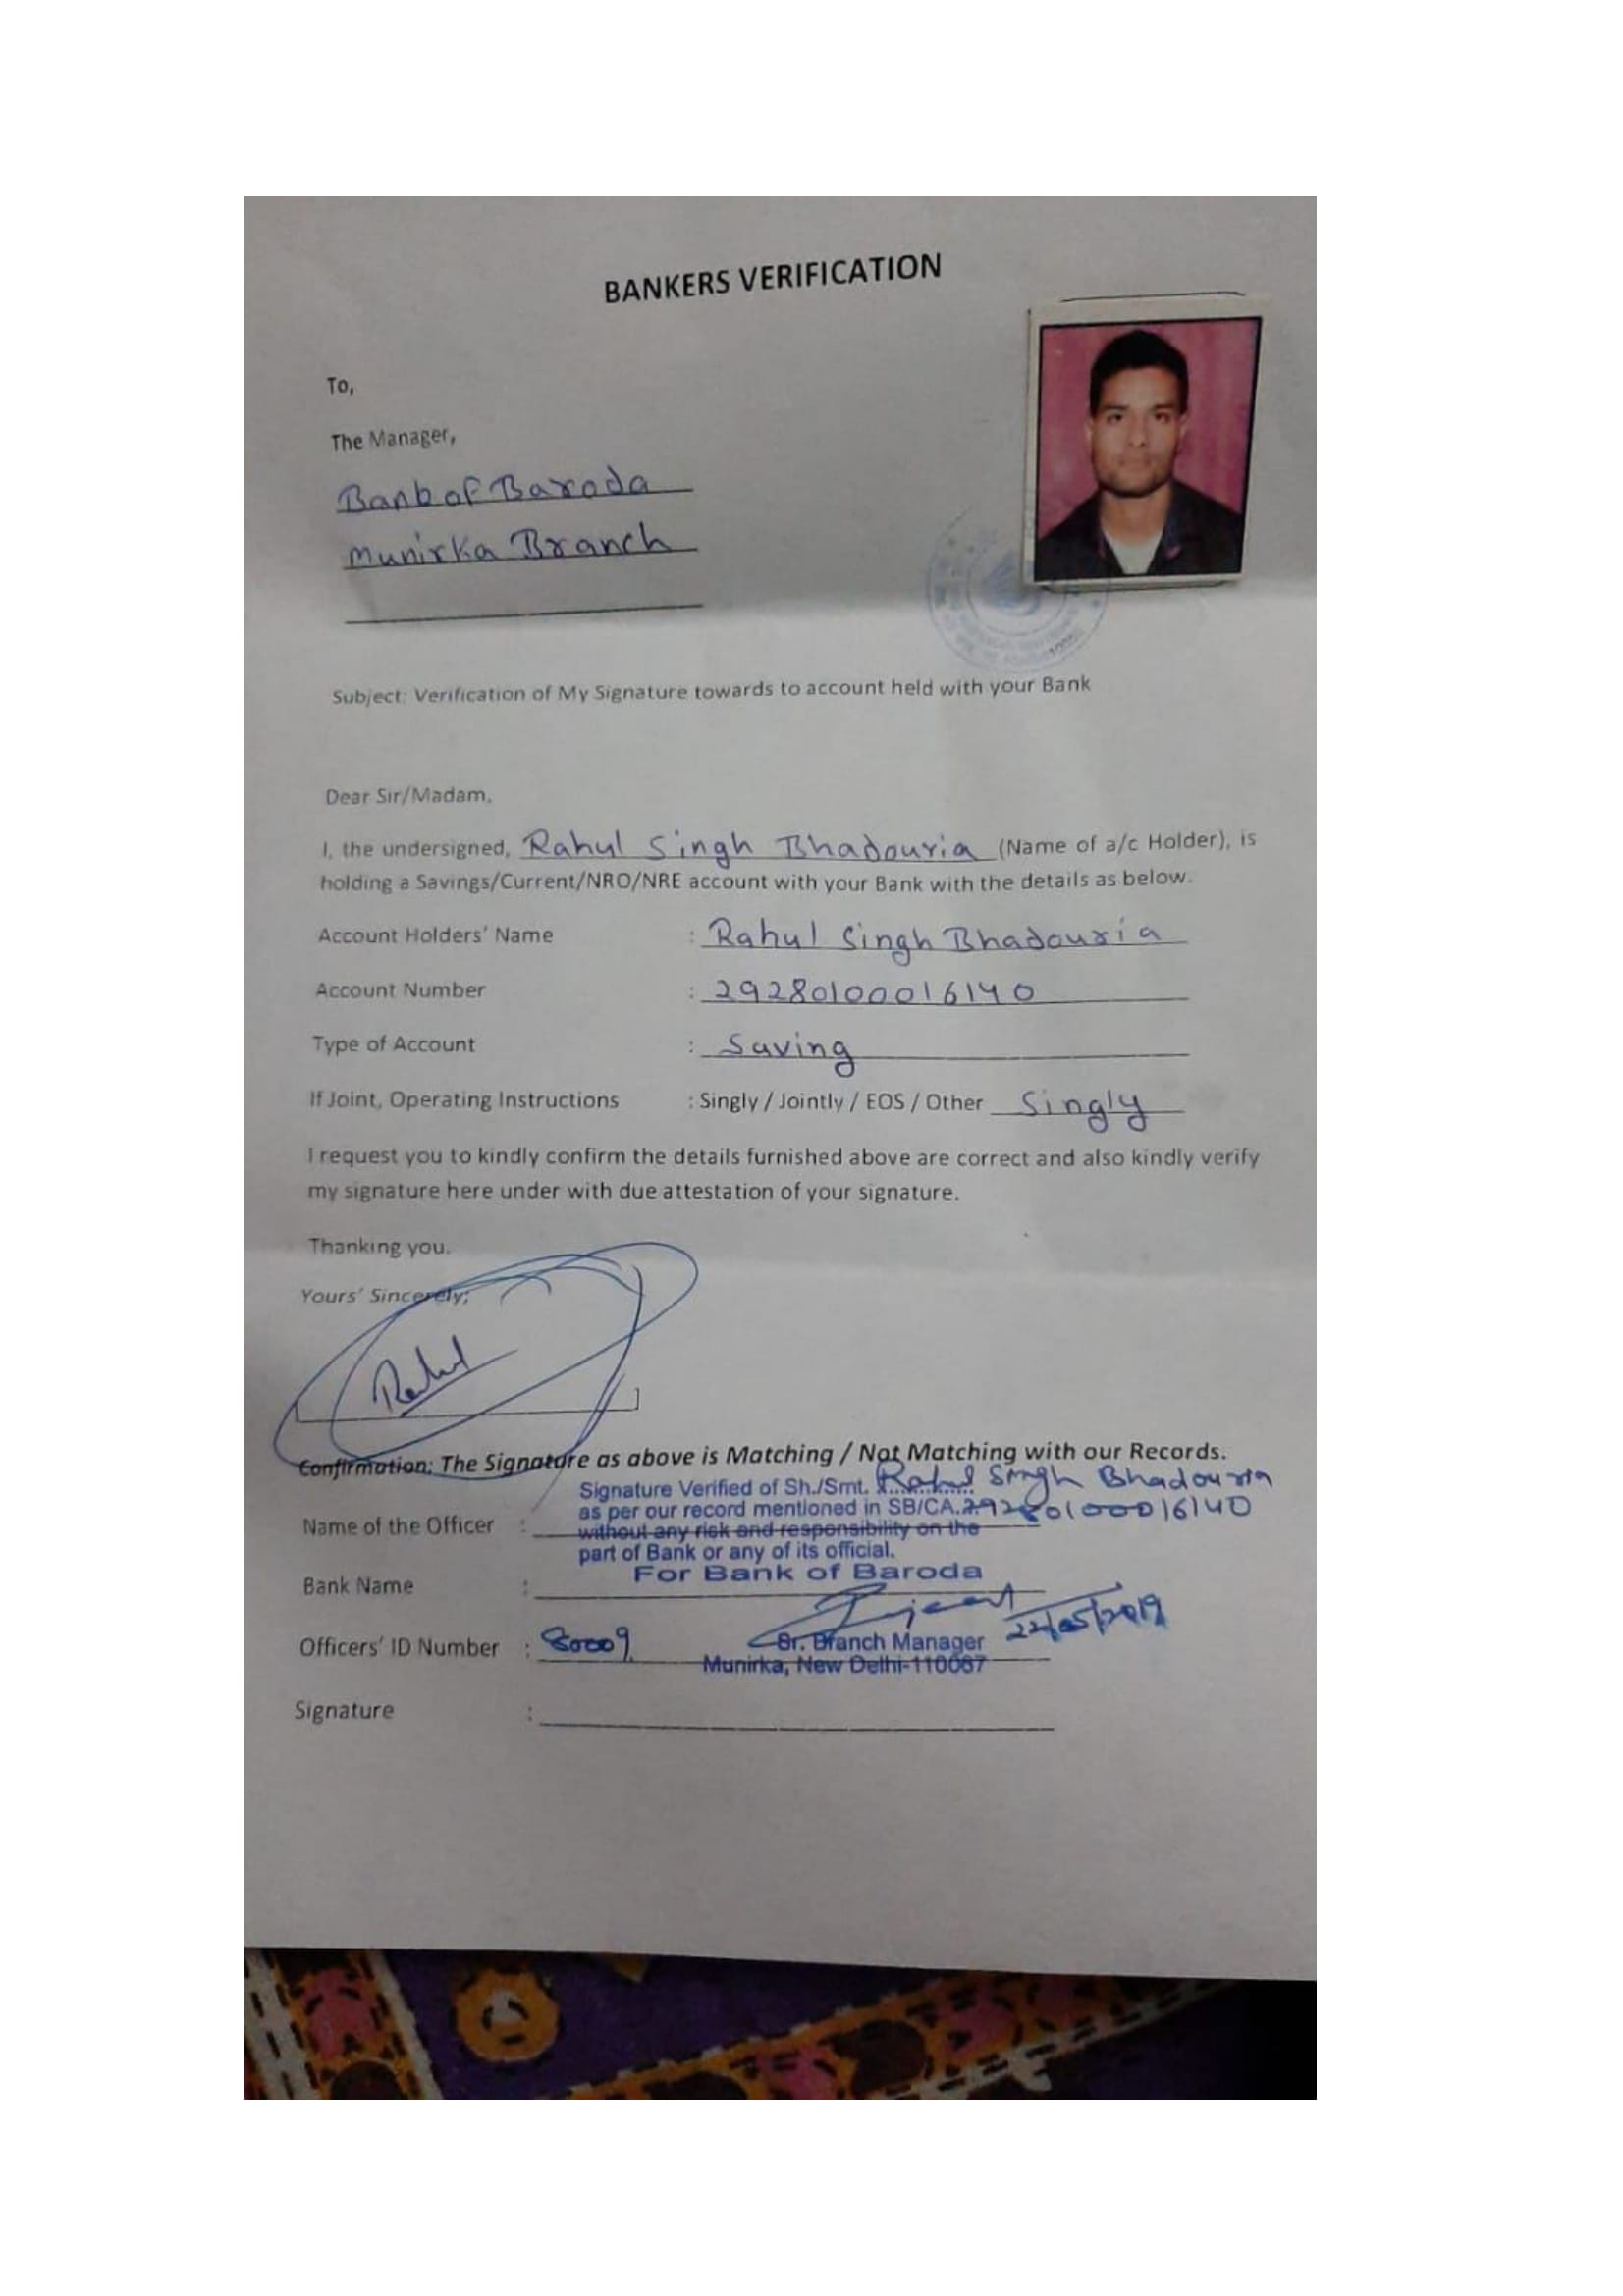 BANKERS VERIFICATION
To,
The Manager,
Bank of Baroda
Munirka Branch
Subject: Verification of My Signature towards to account held with your Bank
Dear Sir/Madam,
I, the undersigned, Rahul Singh Bhadouria (Name of a/c Holder), is
holding a Savings/Current/NRO/NRE account with your Bank with the details as below.
Account Holders' Name : Rahul Singh Bhadouria
Account Number : 29280100016140
Type of Account : Saving
If Joint, Operating Instructions : Singly / Jointly / EOS / Other Singly
I request you to kindly confirm the details furnished above are correct and also kindly verify
my signature here under with due attestation of your signature.
Thanking you.
Yours' Sincerely;
Rahul
Confirmation: The Signature as above is Matching / Not Matching with our Records.
Signature Verified of Sh./Smt. Rahul Singh Bhadouria
as per our record mentioned in SB/CA. 29280100016140
Name of the Officer : without any risk and responsibility on the
part of Bank or any of its official.
For Bank of Baroda
Bank Name :
22/05/2019
Officers' ID Number : 80009 Sr. Branch Manager
Munirka, New Delhi-110067
Signature :